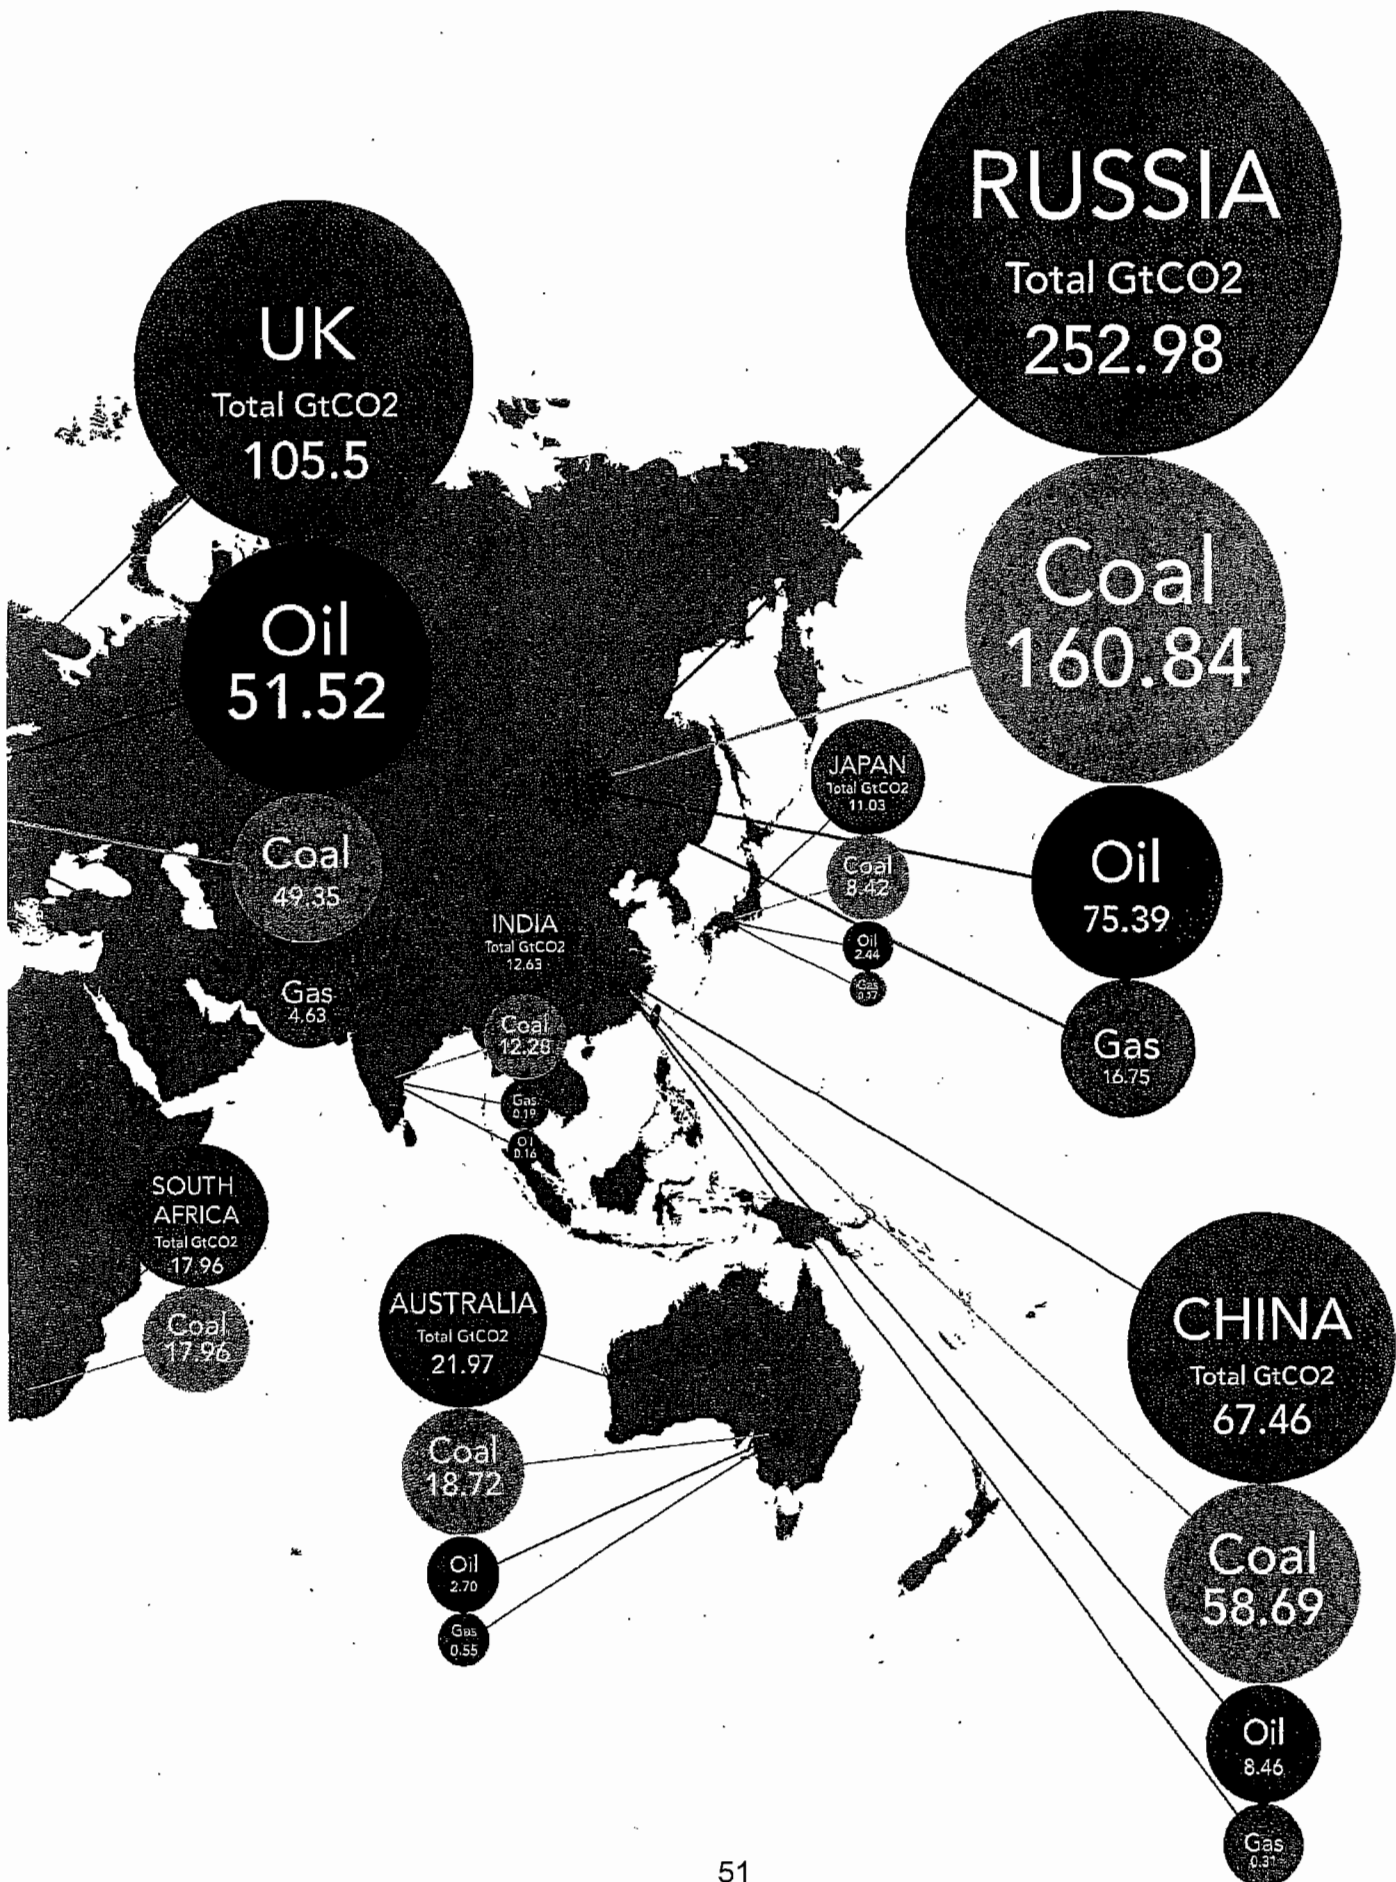 RUSSIA
Total GtCO2
252.98
Coal
160.84
Oil
75.39
Gas
16.75
UK
Total GtCO2
105.5
Oil
51.52
Coal
49.35
Gas
4.63
JAPAN
Total GtCO2
11.03
Coal
8.42
Oil
2.44
Gas
INDIA
Total GtCO2
12.63
Coal
12.28
Gas
0.19
Oil
0.16
SOUTH
AFRICA
Total GtCO2
17.96
Coal
17.96
AUSTRALIA
Total GtCO2
21.97
Coal
18.72
Oil
2.70
Gas
0.55
CHINA
Total GtCO2
67.46
Coal
58.69
Oil
8.46
Gas
0.31
51